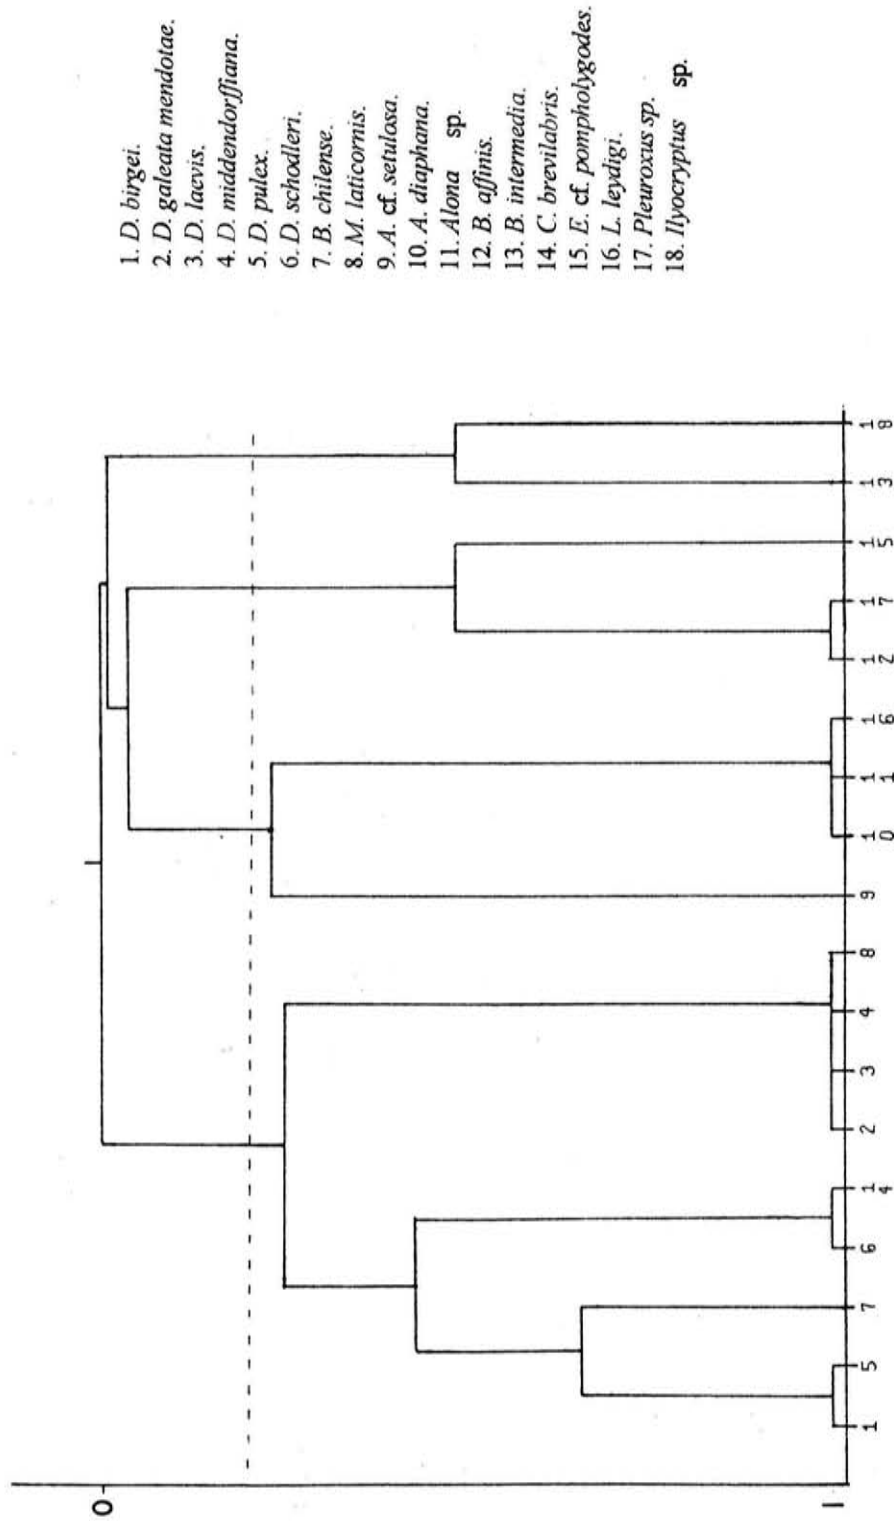 1. D. birgei.
2. D. galeata mendotae.
3. D. laevis.
4. D. middendorffiana.
5. D. pulex.
6. D. schodleri.
7. B. chilense.
8. M. laticornis.
9. A. cf. setulosa.
10. A. diaphana.
11. Alona sp.
12. B. affinis.
13. B. intermedia.
14. C. brevilabris.
15. E. cf. pompholygodes.
16. L. leydigi.
17. Pleuroxus sp.
18. Ilyocryptus sp.
0
1
1 5 7 6 14 2 3 4 8 9 10 11 16 12 17 15 13 18